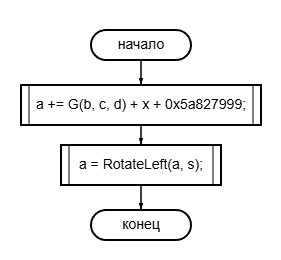 начало
a += G(b, c, d) + x + 0x5a827999;
a = RotateLeft(a, s);
конец